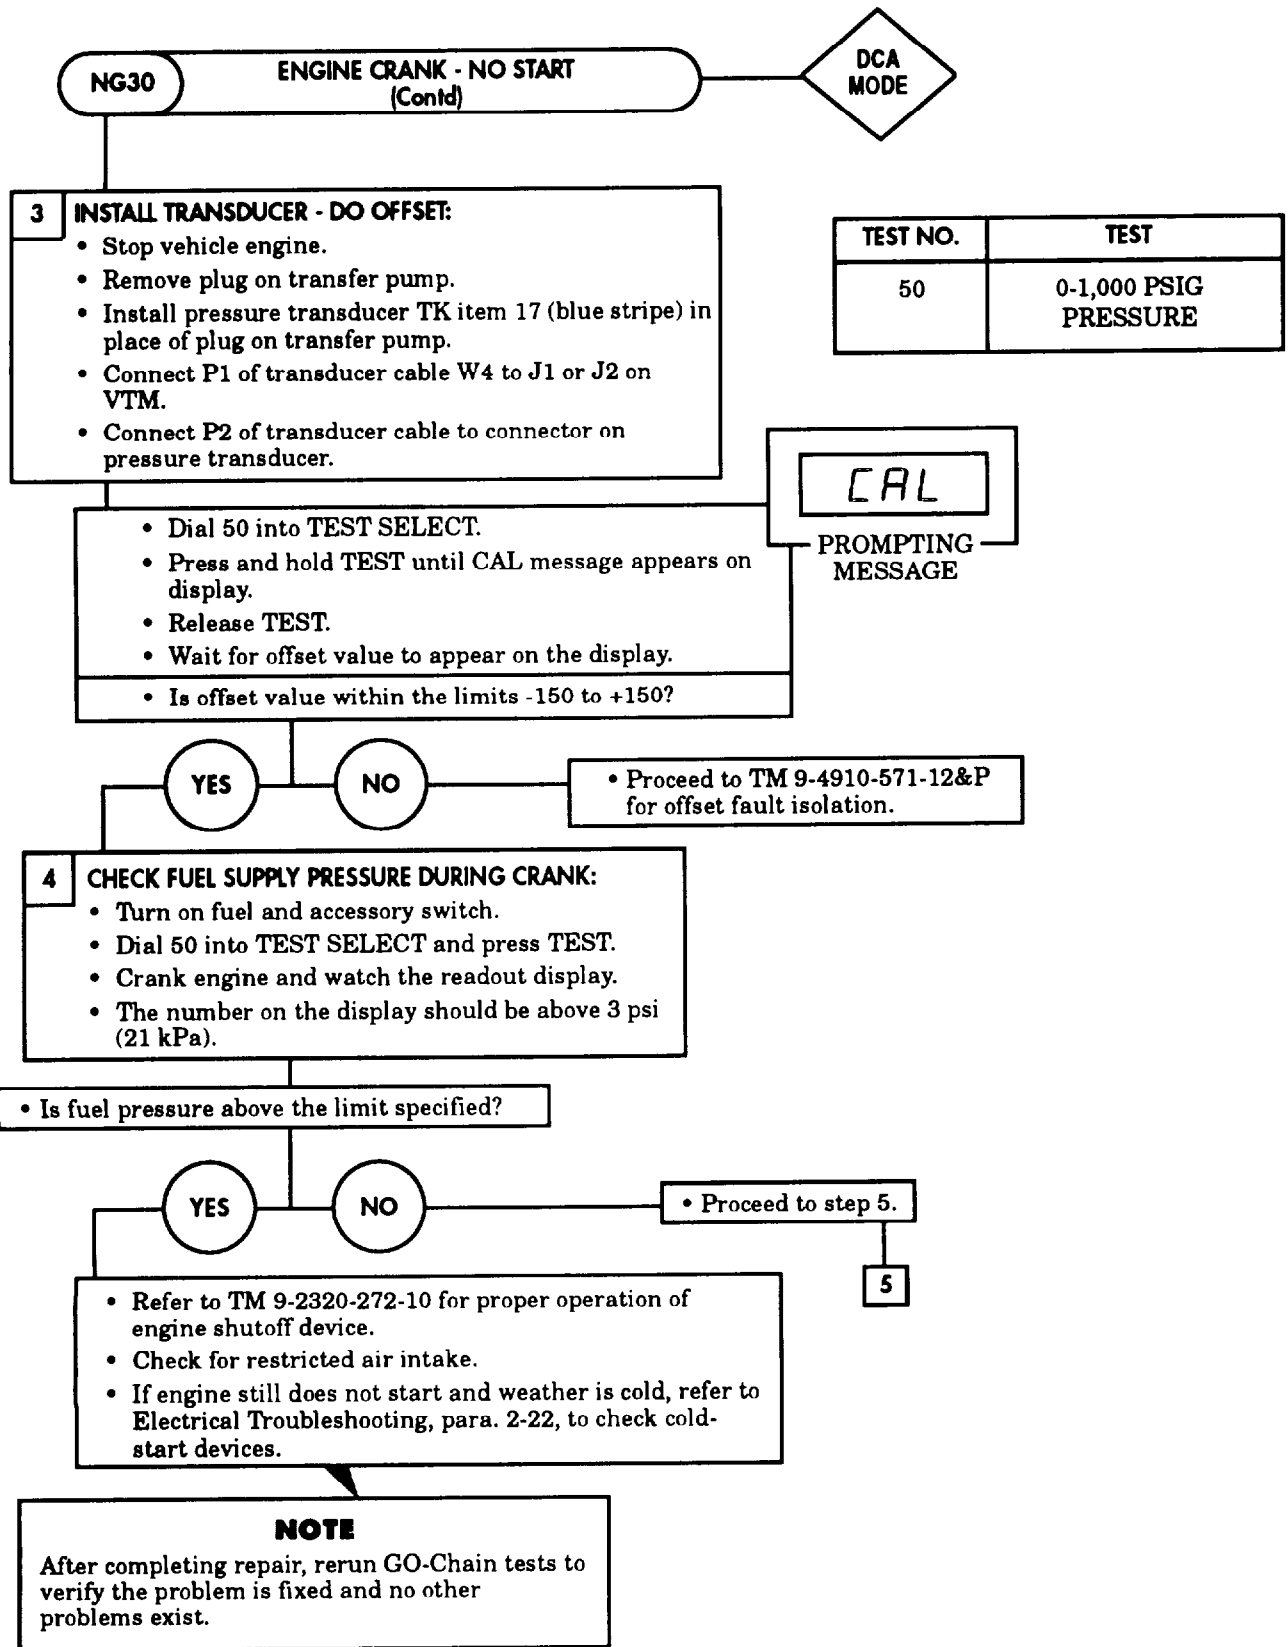 NG30
ENGINE CRANK - NO START
(Contd)
DCA
MODE
3
INSTALL TRANSDUCER - DO OFFSET:
• Stop vehicle engine.
• Remove plug on transfer pump.
• Install pressure transducer TK item 17 (blue stripe) in
place of plug on transfer pump.
• Connect P1 of transducer cable W4 to J1 or J2 on
VTM.
• Connect P2 of transducer cable to connector on
pressure transducer.
TEST NO.
TEST
50
0-1,000 PSIG
PRESSURE
CAL
PROMPTING
MESSAGE
• Dial 50 into TEST SELECT.
• Press and hold TEST until CAL message appears on
display.
• Release TEST.
• Wait for offset value to appear on the display.
• Is offset value within the limits -150 to +150?
YES
NO
• Proceed to TM 9-4910-571-12&P
for offset fault isolation.
4
CHECK FUEL SUPPLY PRESSURE DURING CRANK:
• Turn on fuel and accessory switch.
• Dial 50 into TEST SELECT and press TEST.
• Crank engine and watch the readout display.
• The number on the display should be above 3 psi
(21 kPa).
• Is fuel pressure above the limit specified?
YES
NO
• Proceed to step 5.
5
• Refer to TM 9-2320-272-10 for proper operation of
engine shutoff device.
• Check for restricted air intake.
• If engine still does not start and weather is cold, refer to
Electrical Troubleshooting, para. 2-22, to check cold-
start devices.
NOTE
After completing repair, rerun GO-Chain tests to
verify the problem is fixed and no other
problems exist.